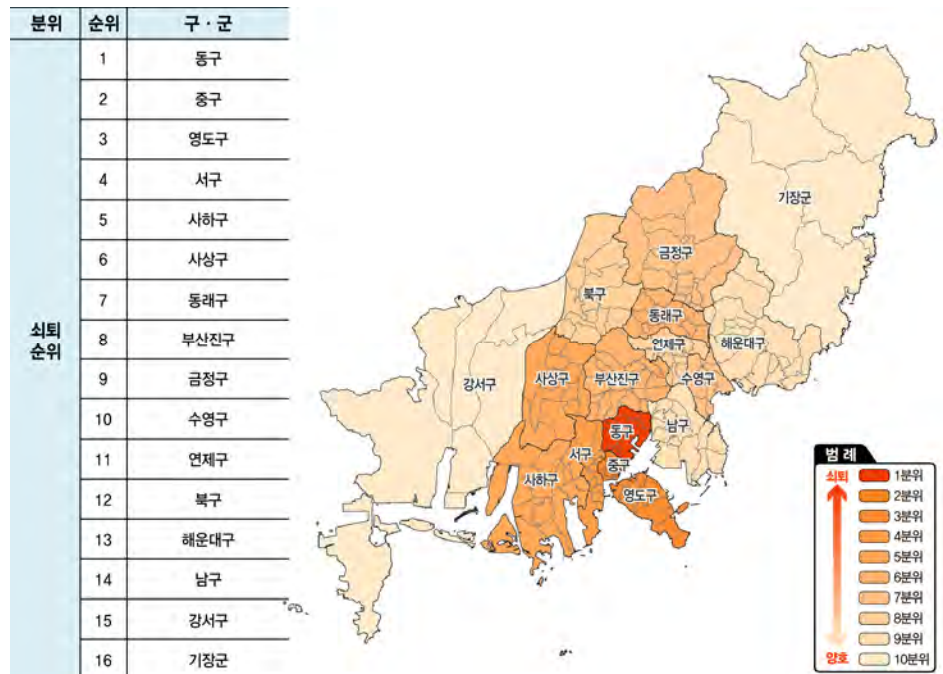 분위 순위 구·군
쇠퇴
순위
1 동구
2 중구
3 영도구
4 서구
5 사하구
6 사상구
7 동래구
8 부산진구
9 금정구
10 수영구
11 연제구
12 북구
13 해운대구
14 남구
15 강서구
16 기장군
기장군
금정구
북구
동래구
연제구
해운대구
강서구
사상구
부산진구
수영구
동구
남구
서구
중구
사하구
영도구
범 례
쇠퇴
1분위
2분위
3분위
4분위
5분위
6분위
7분위
8분위
9분위
양호
10분위